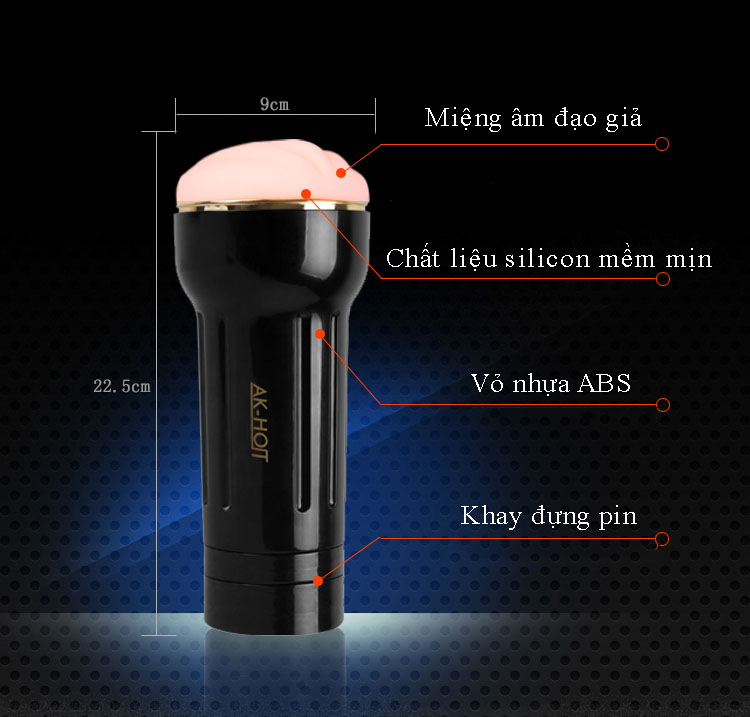 9cm
Miệng âm đạo giả
Chất liệu silicon mềm mịn
22.5cm
Vỏ nhựa ABS
AK-HOT
Khay đựng pin